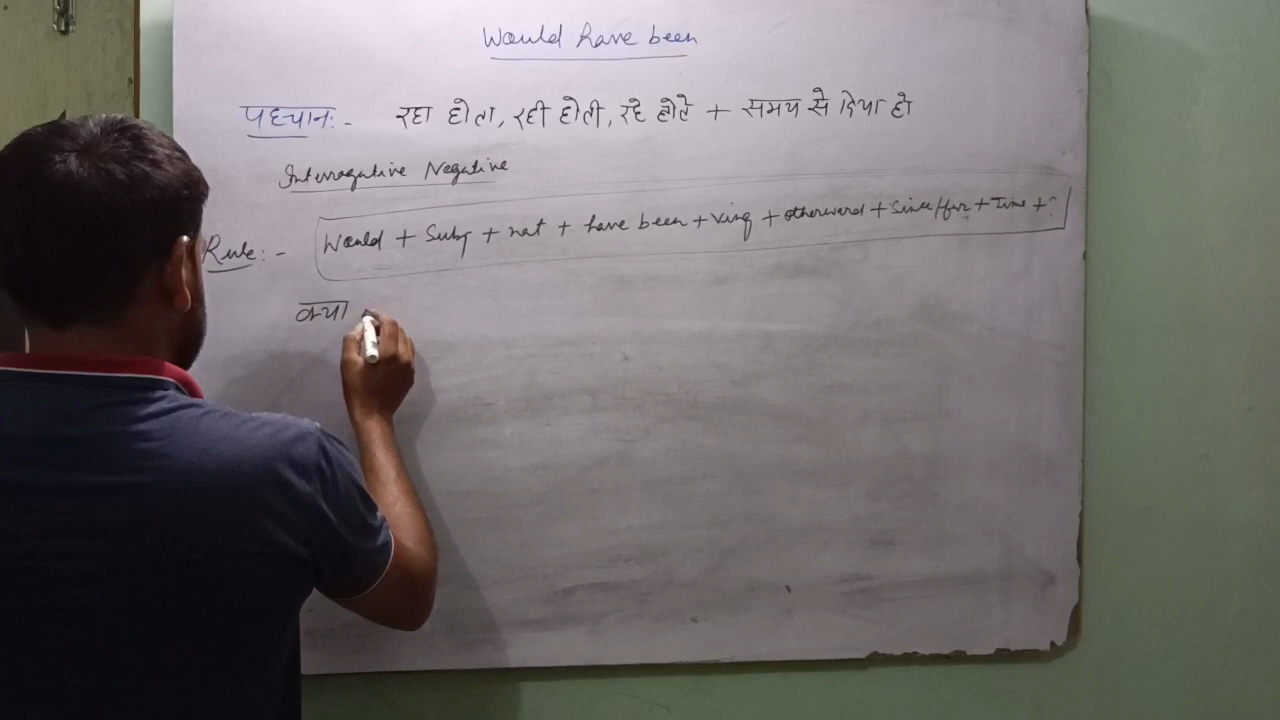 Would have been
पहचान:- रहा होता, रही होती, रहे होते + समय से दिया हो
Interrogative Negative
Rule:- Would + Subj + not + have been + Ving + otherword + Since/for + Time + ?
क्या